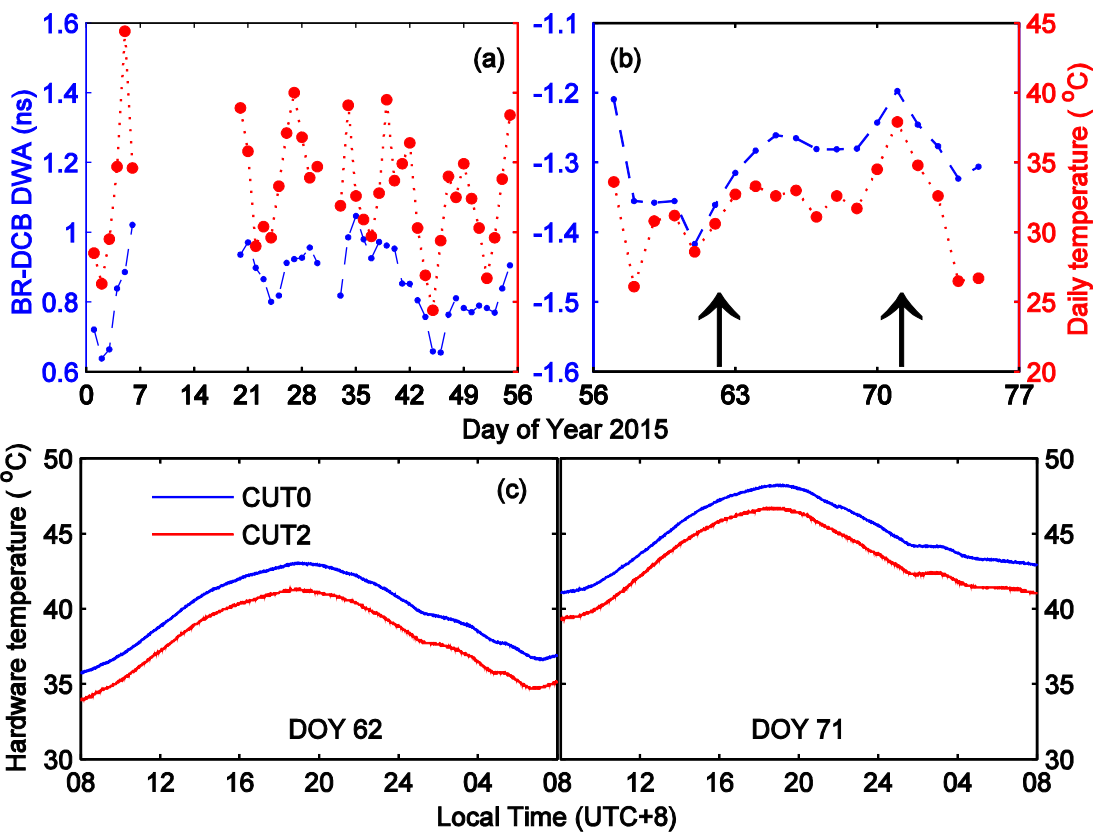 1.6
1.4
1.2
1
0.8
0.6
BR-DCB DWA (ns)
(a)
0 7 14 21 28 35 42 49 56
-1.1
-1.2
-1.3
-1.4
-1.5
-1.6
(b)
45
40
35
30
25
20
Daily temperature ( °C)
56 63 70 77
Day of Year 2015
Hardware temperature ( °C)
50
45
40
35
30
CUT0
CUT2
(c)
DOY 62
08 12 16 20 24 04 08
DOY 71
50
45
40
35
30
12 16 20 24 04 08
Local Time (UTC+8)